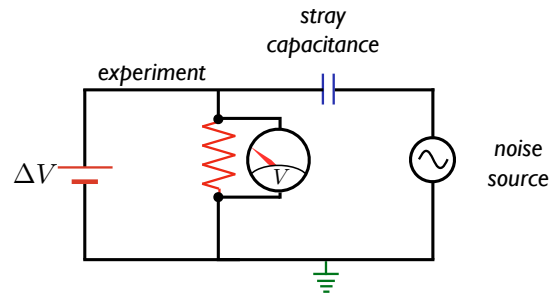 stray
capacitance
experiment
ΔV
V
noise
source